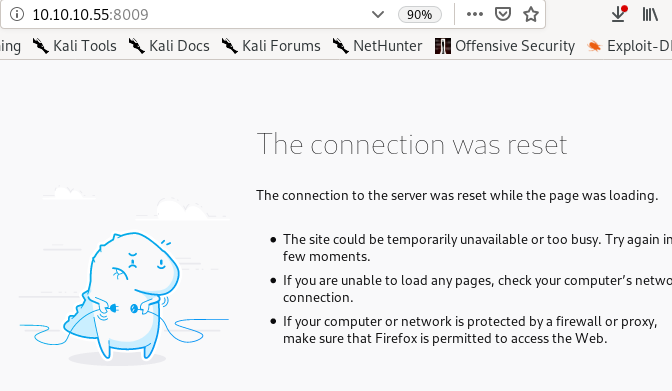 10.10.10.55:8009
90%
ing Kali Tools Kali Docs Kali Forums NetHunter Offensive Security Exploit-D
The connection was reset
The connection to the server was reset while the page was loading.
The site could be temporarily unavailable or too busy. Try again in
few moments.
If you are unable to load any pages, check your computer’s netwo
connection.
If your computer or network is protected by a firewall or proxy,
make sure that Firefox is permitted to access the Web.